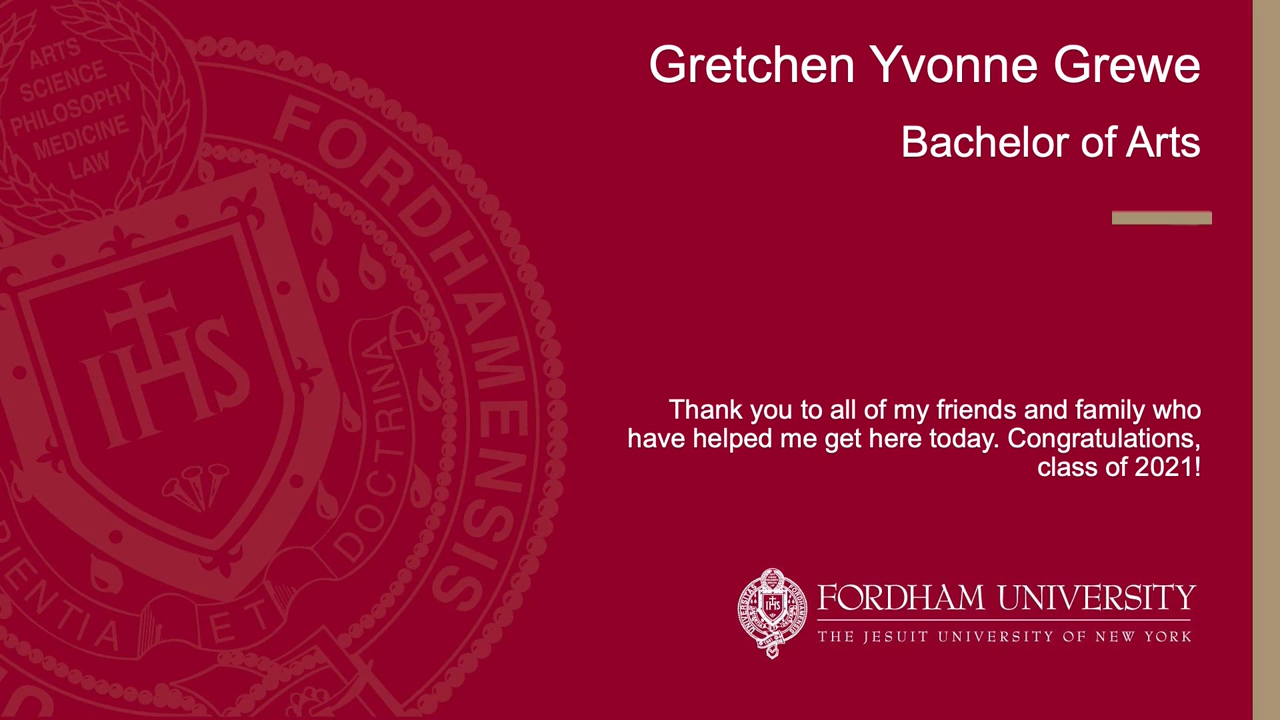 Gretchen Yvonne Grewe
Bachelor of Arts
Thank you to all of my friends and family who
have helped me get here today. Congratulations,
class of 2021!
FORDHAM UNIVERSITY
THE JESUIT UNIVERSITY OF NEW YORK
ARTS
SCIENCE
PHILOSOPHY
MEDICINE
LAW
FORDHAMENSIS
IHS
DOCTRINA
ET